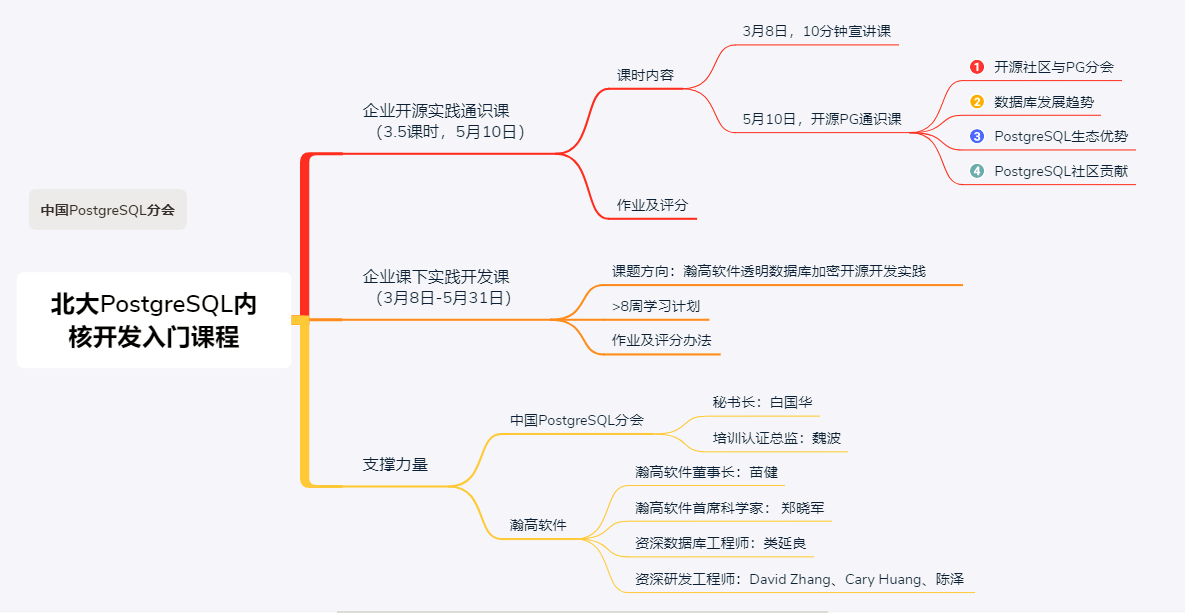 中国PostgreSQL分会
北大PostgreSQL内
核开发入门课程
企业开源实践通识课
（3.5课时，5月10日）
课时内容
3月8日，10分钟宣讲课
5月10日，开源PG通识课
1 开源社区与PG分会
2 数据库发展趋势
3 PostgreSQL生态优势
4 PostgreSQL社区贡献
作业及评分
企业课下实践开发课
（3月8日-5月31日）
课题方向：瀚高软件透明数据库加密开源开发实践
>8周学习计划
作业及评分办法
支撑力量
中国PostgreSQL分会
秘书长：白国华
培训认证总监：魏波
瀚高软件
瀚高软件董事长：苗健
瀚高软件首席科学家： 郑晓军
资深数据库工程师：类延良
资深研发工程师：David Zhang、Cary Huang、陈泽